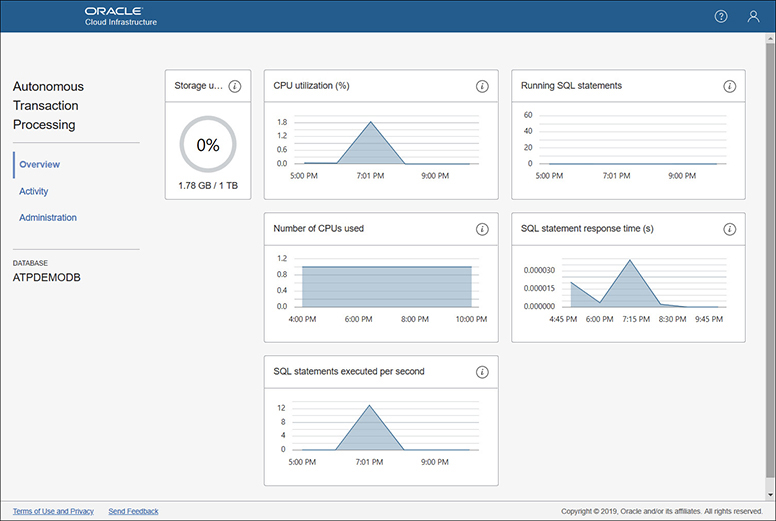 ORACLE
Cloud Infrastructure
Autonomous
Transaction
Processing
Overview
Activity
Administration
DATABASE
ATPDEMODB
Storage u...
0%
1.78 GB / 1 TB
CPU utilization (%)
1.8
1.2
0.6
0.0
5:00 PM 7:01 PM 9:00 PM
Running SQL statements
60
40
20
0
5:00 PM 7:01 PM 9:00 PM
Number of CPUs used
1.2
0.8
0.4
0.0
4:00 PM 6:00 PM 8:00 PM 10:00 PM
SQL statement response time (s)
0.000030
0.000015
0.000000
4:45 PM 6:00 PM 7:15 PM 8:30 PM 9:45 PM
SQL statements executed per second
12
8
4
0
5:00 PM 7:01 PM 9:00 PM
Terms of Use and Privacy Send Feedback Copyright © 2019, Oracle and/or its affiliates. All rights reserved.